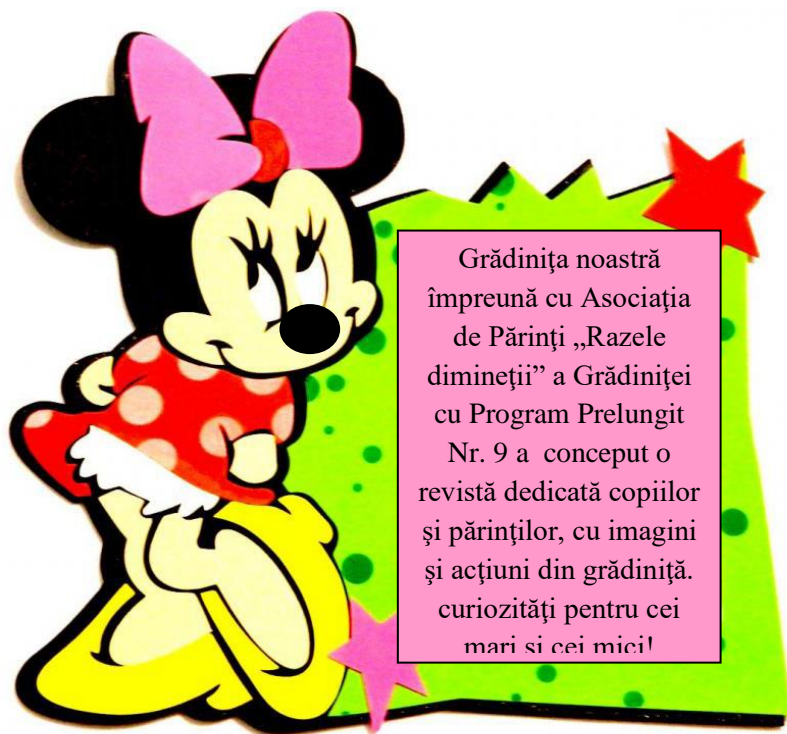 Grădiniţa noastră
împreună cu Asociaţia
de Părinţi „Razele
dimineţii” a Grădiniţei
cu Program Prelungit
Nr. 9 a  conceput o
revistă dedicată copiilor
şi părinţilor, cu imagini
şi acţiuni din grădiniţă.
curiozităţi pentru cei
mari şi cei mici!